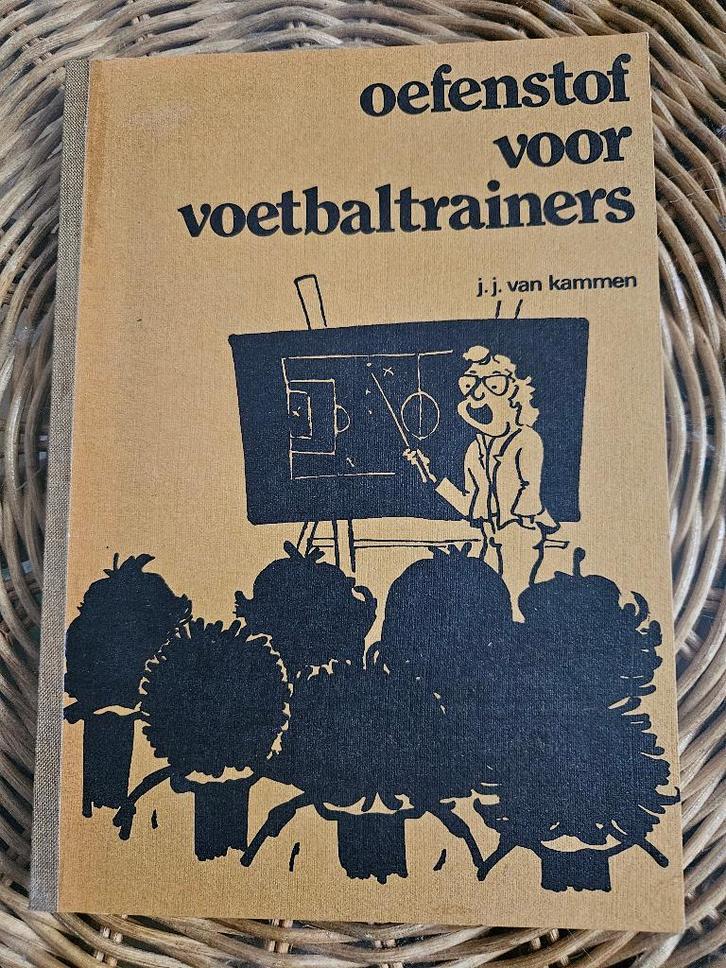 oefenstof
voor
voetbaltrainers
j.j. van kammen